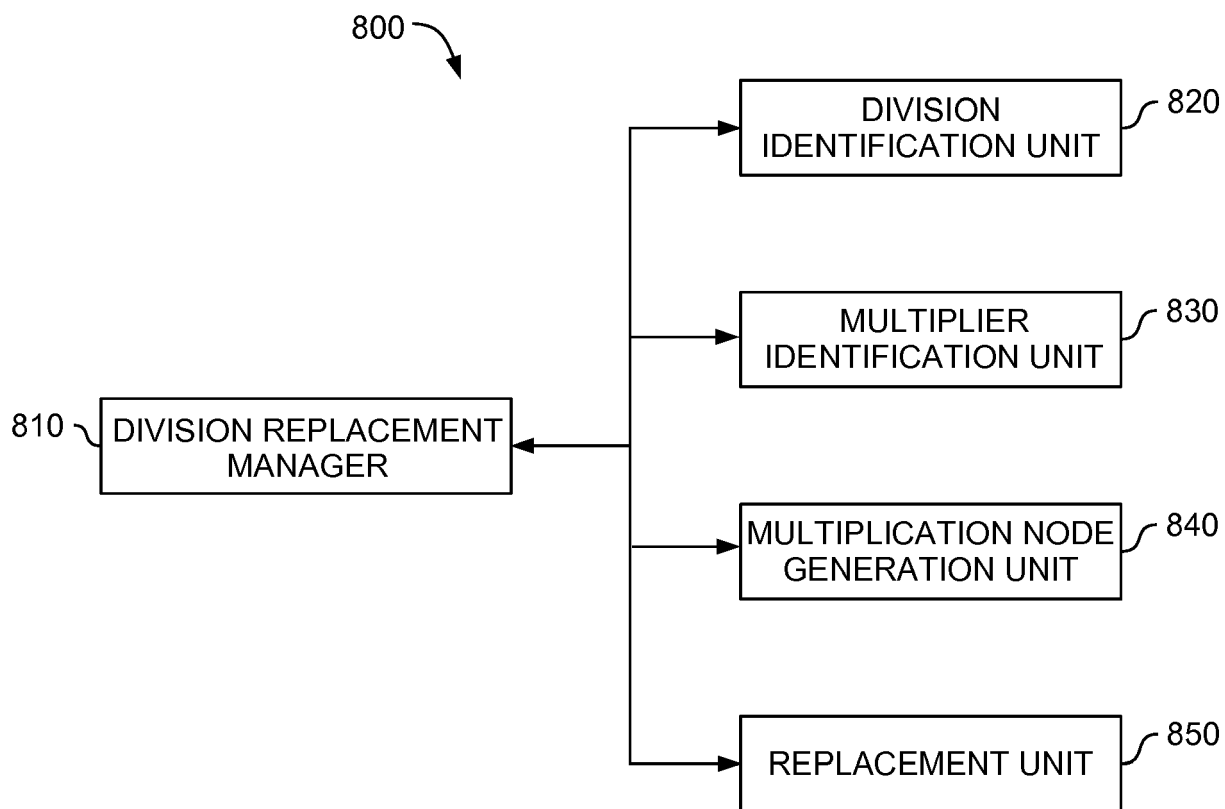 800
DIVISION
IDENTIFICATION UNIT
820
MULTIPLIER
IDENTIFICATION UNIT
830
810
DIVISION REPLACEMENT
MANAGER
MULTIPLICATION NODE
GENERATION UNIT
840
REPLACEMENT UNIT
850